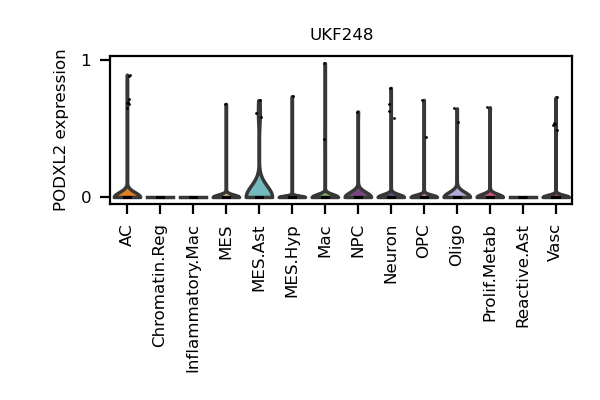 UKF248
PODXL2 expression
1
0
AC
Chromatin.Reg
Inflammatory.Mac
MES
MES.Ast
MES.Hyp
Mac
NPC
Neuron
OPC
Oligo
Prolif.Metab
Reactive.Ast
Vasc